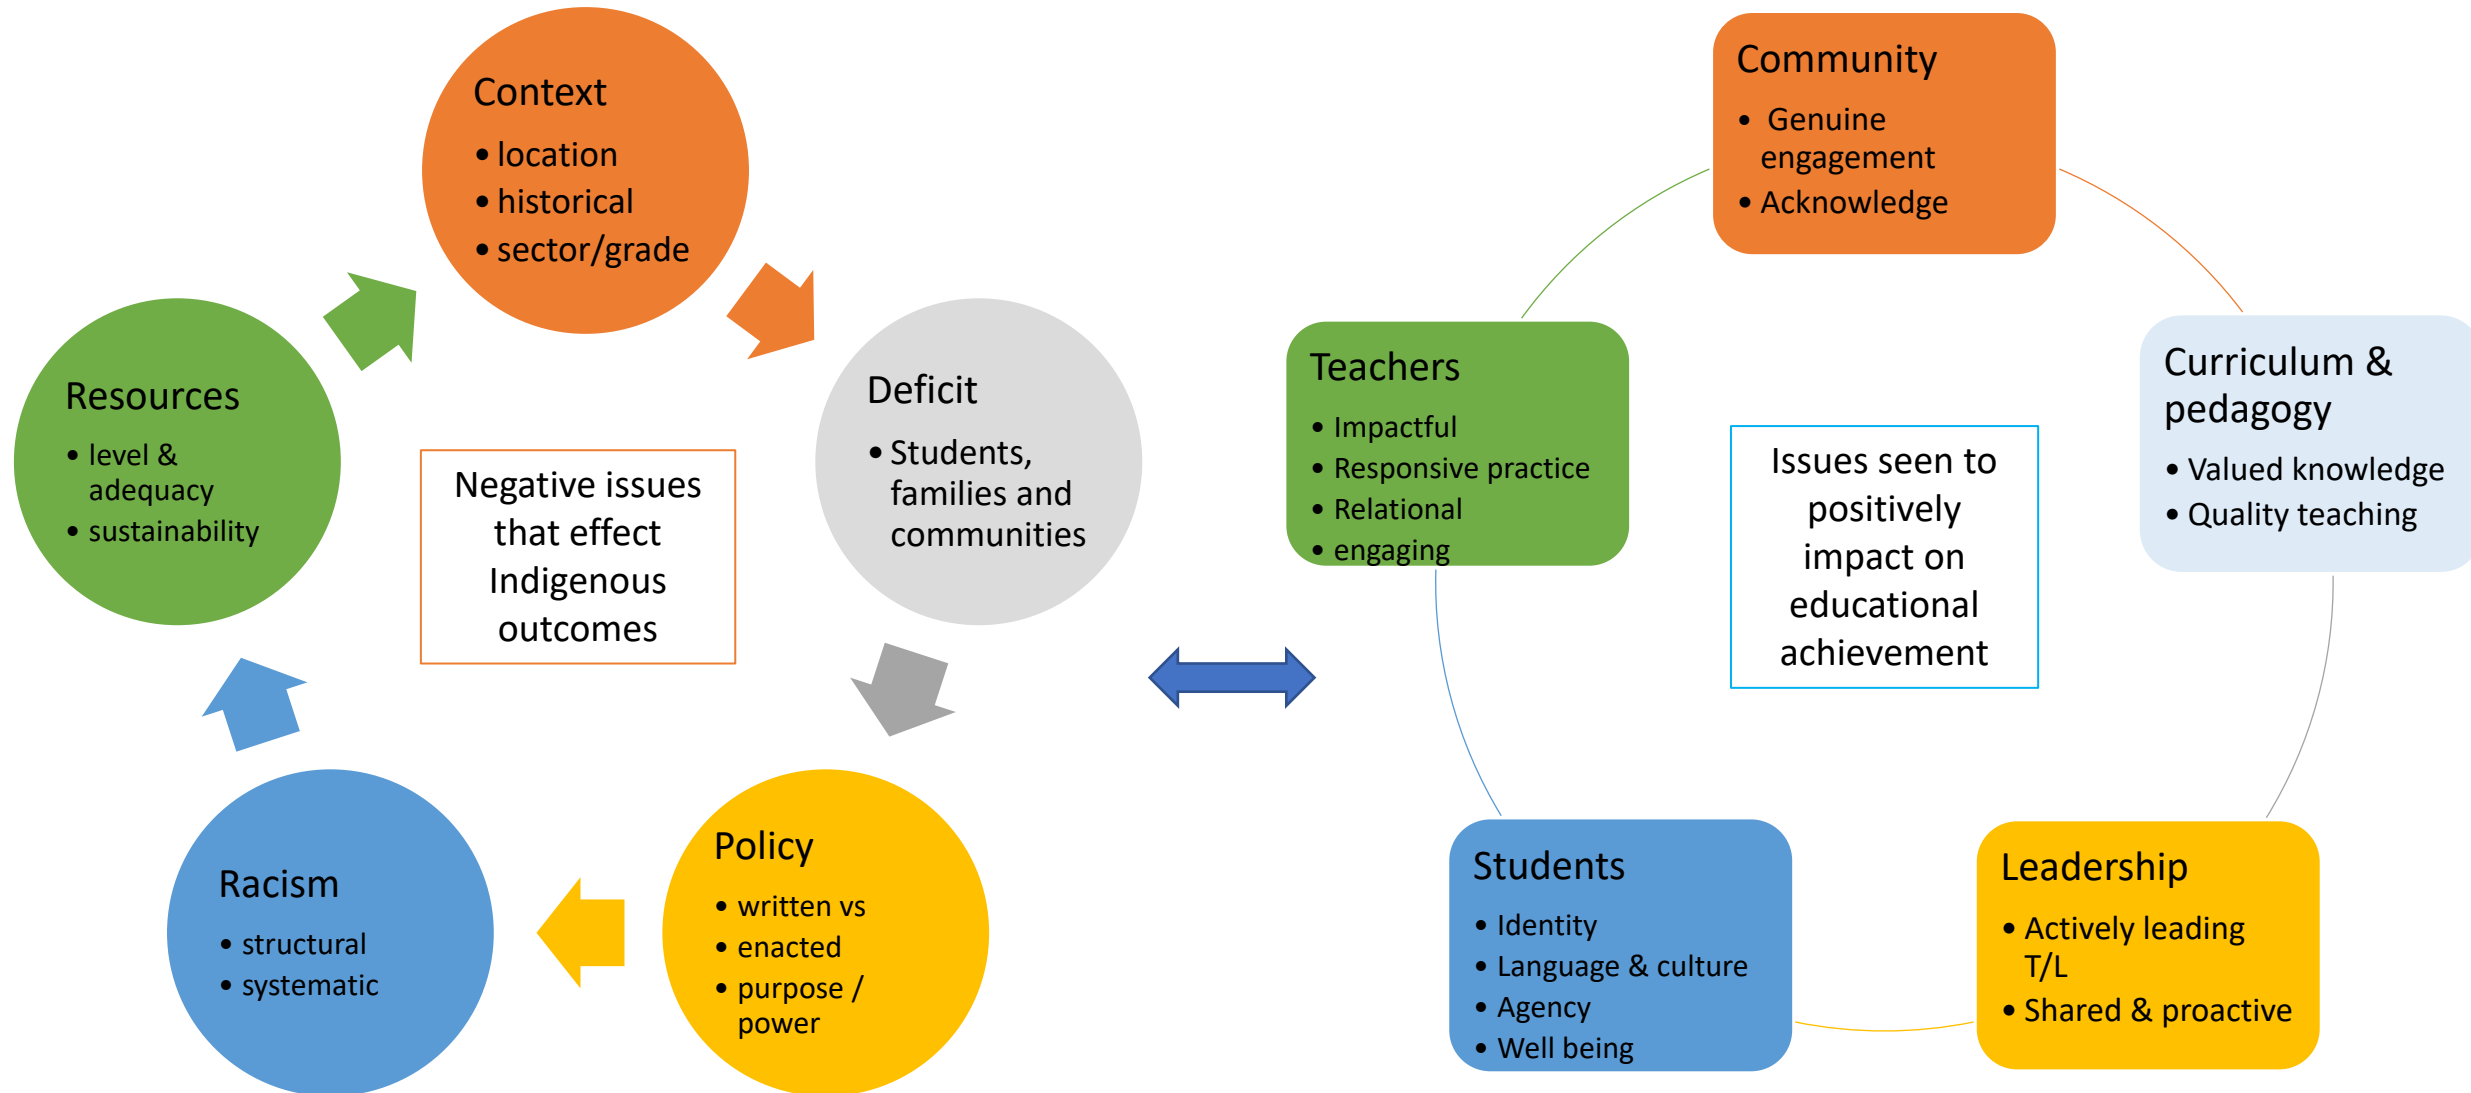 Context
• location
• historical
• sector/grade
Deficit
• Students,
families and
communities
Policy
• written vs
• enacted
• purpose /
power
Racism
• structural
• systematic
Resources
• level &
adequacy
• sustainability
Negative issues
that effect
Indigenous
outcomes
Community
• Genuine
engagement
• Acknowledge
Curriculum &
pedagogy
• Valued knowledge
• Quality teaching
Leadership
• Actively leading
T/L
• Shared & proactive
Students
• Identity
• Language & culture
• Agency
• Well being
Teachers
• Impactful
• Responsive practice
• Relational
• engaging
Issues seen to
positively
impact on
educational
achievement